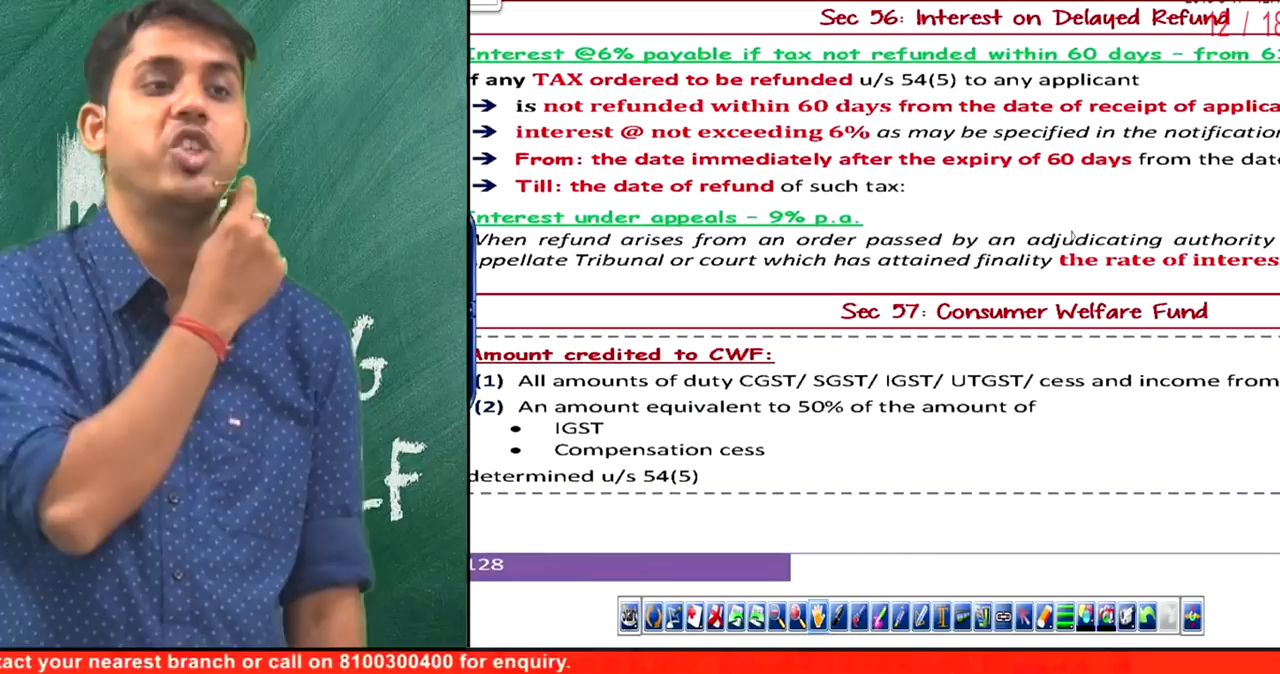 Sec 56: Interest on Delayed Refund
12 / 18
Interest @6% payable if tax not refunded within 60 days - from 6
f any TAX ordered to be refunded u/s 54(5) to any applicant
➔ is not refunded within 60 days from the date of receipt of applica
➔ interest @ not exceeding 6% as may be specified in the notification
➔ From: the date immediately after the expiry of 60 days from the date
➔ Till: the date of refund of such tax:
Interest under appeals - 9% p.a.
When refund arises from an order passed by an adjudicating authority
ppellate Tribunal or court which has attained finality the rate of interes
Sec 57: Consumer Welfare Fund
Amount credited to CWF:
(1) All amounts of duty CGST/ SGST/ IGST/ UTGST/ cess and income from
(2) An amount equivalent to 50% of the amount of
• IGST
• Compensation cess
determined u/s 54(5)
128
F
tact your nearest branch or call on 8100300400 for enquiry.